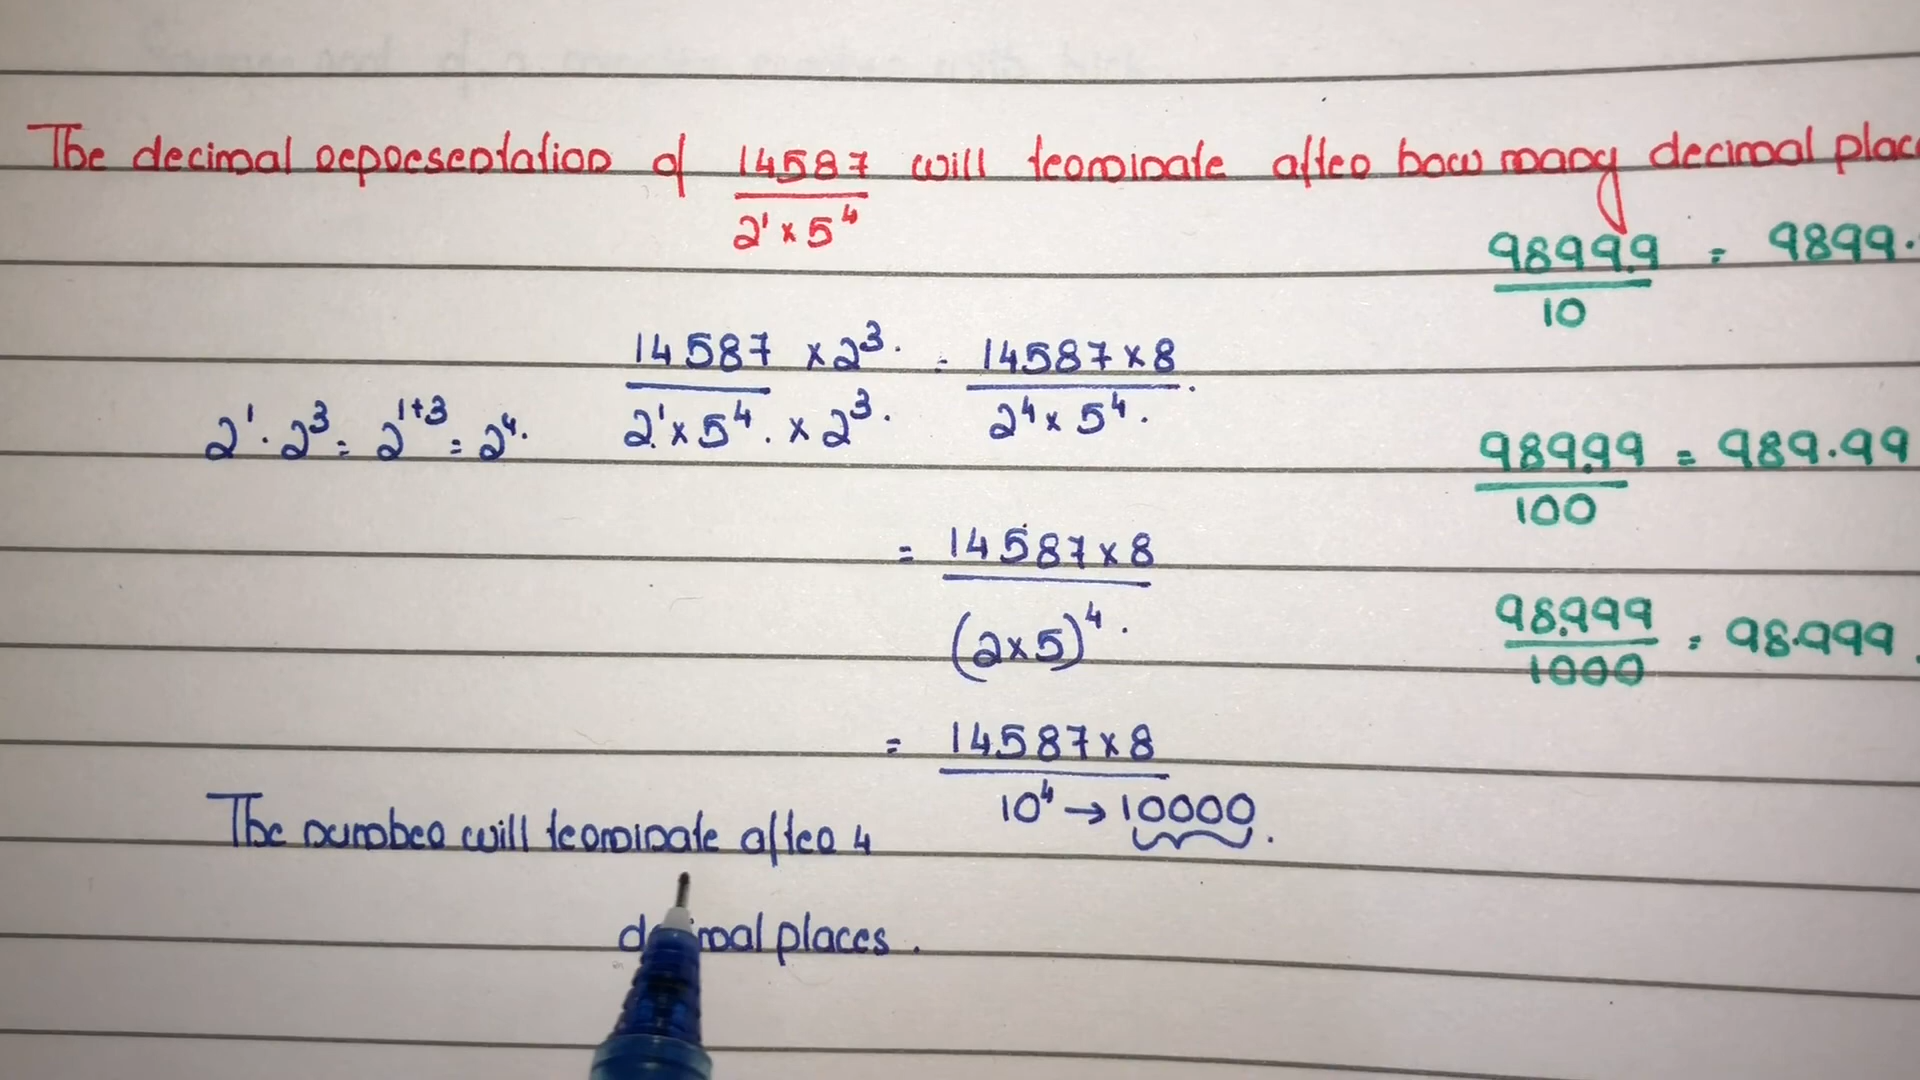 The decimal representation of 14587 / 2¹ × 5⁴ will terminate after how many decimal plac
98999 / 10 = 9899.
14587 × 2³. / 2¹ × 5⁴ . × 2³. = 14587 × 8 / 2⁴ × 5⁴.
2¹ . 2³ = 2¹⁺³ = 2⁴.
98999 / 100 = 989.99
= 14587 × 8 / (2 × 5)⁴.
98999 / 1000 = 98.999
= 14587 × 8 / 10⁴ → 10000.
The number will terminate after 4
places.